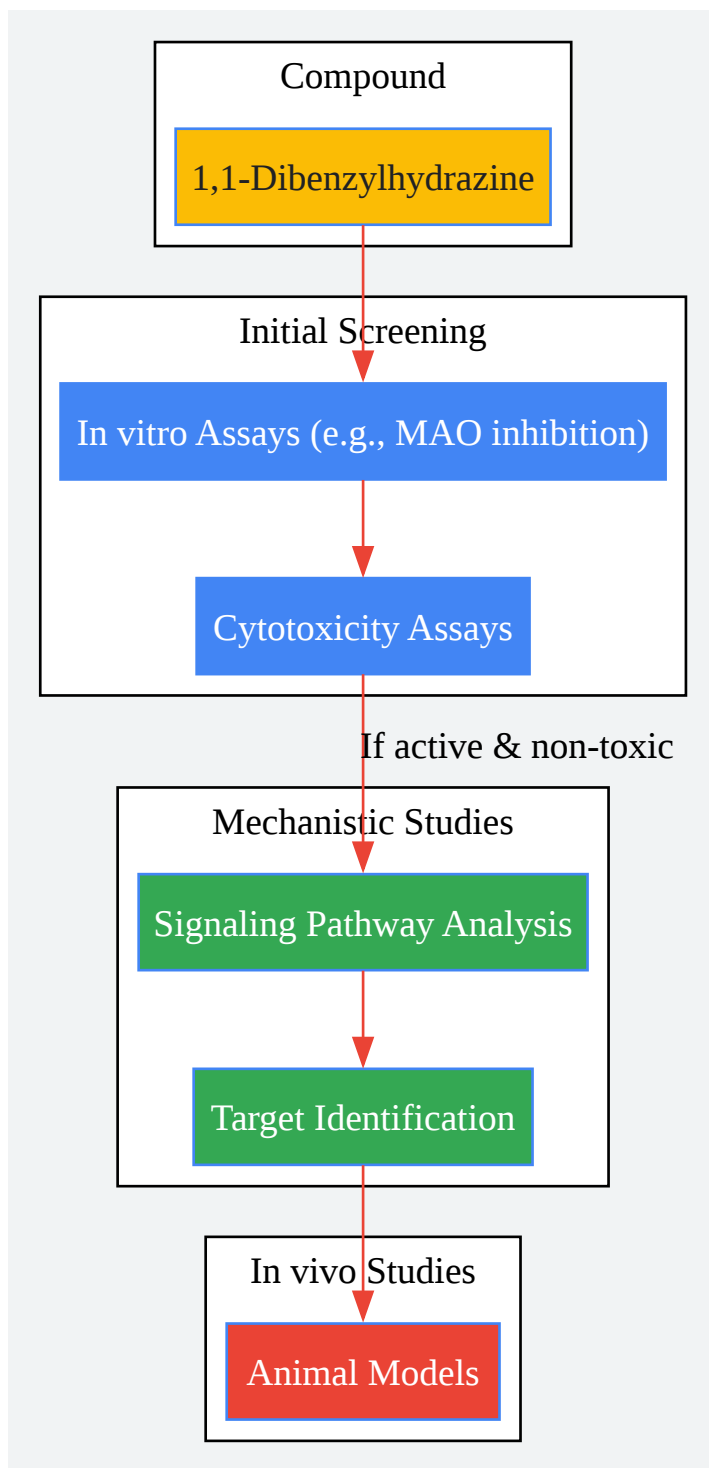 Compound
1,1-Dibenzylhydrazine
Initial Screening
In vitro Assays (e.g., MAO inhibition)
Cytotoxicity Assays
If active & non-toxic
Mechanistic Studies
Signaling Pathway Analysis
Target Identification
In vivo Studies
Animal Models